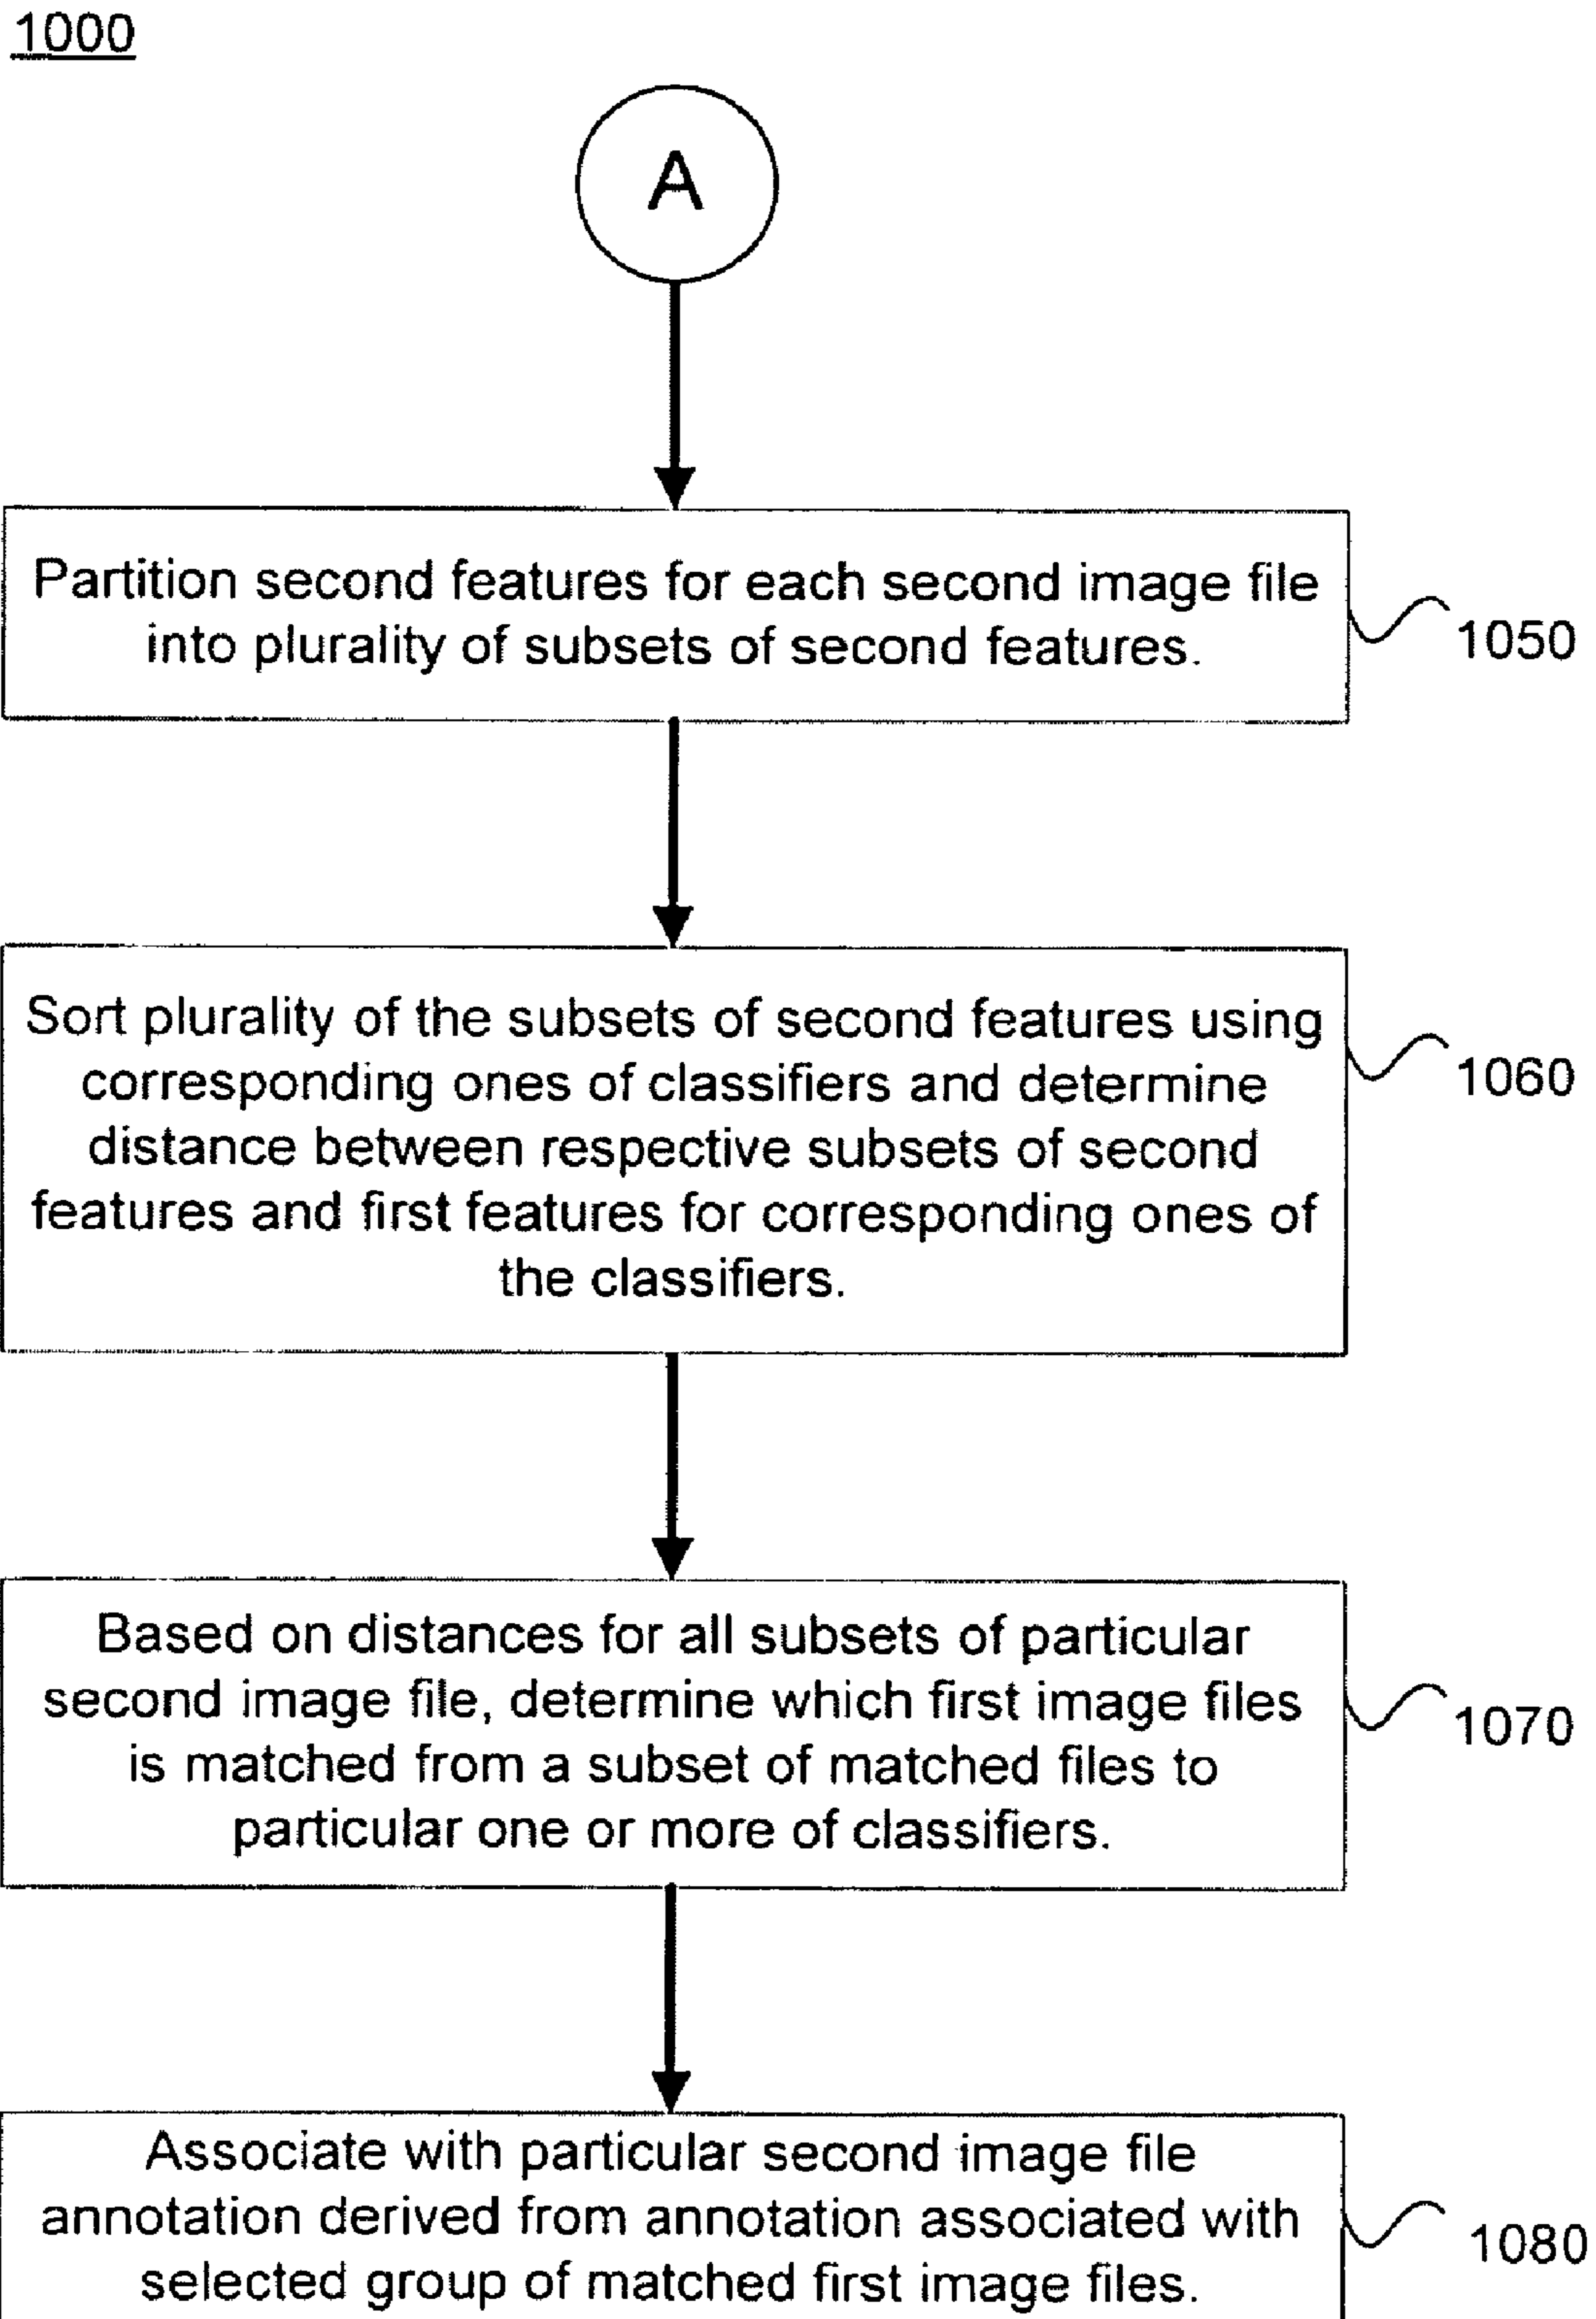 1000
A
Partition second features for each second image file
into plurality of subsets of second features.
1050
Sort plurality of the subsets of second features using
corresponding ones of classifiers and determine
distance between respective subsets of second
features and first features for corresponding ones of
the classifiers.
1060
Based on distances for all subsets of particular
second image file, determine which first image files
is matched from a subset of matched files to
particular one or more of classifiers.
1070
Associate with particular second image file
annotation derived from annotation associated with
selected group of matched first image files.
1080